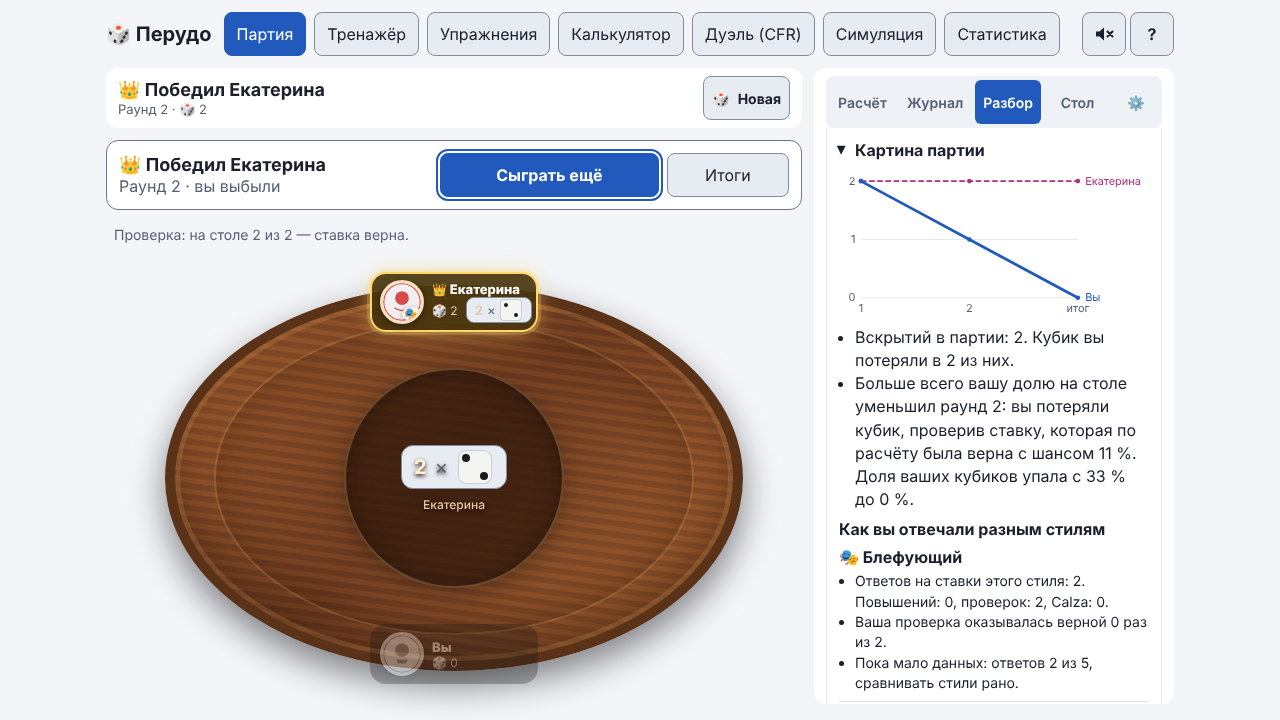 🎲 Перудо
Партия
Тренажёр
Упражнения
Калькулятор
Дуэль (CFR)
Симуляция
Статистика
?
👑 Победил Екатерина
Раунд 2 · 🎲 2
🎲 Новая
👑 Победил Екатерина
Раунд 2 · вы выбыли
Сыграть ещё
Итоги
Проверка: на столе 2 из 2 — ставка верна.
👑 Екатерина
🎲 2 2 ×
2 ×
Екатерина
Вы
🎲 0
Расчёт
Журнал
Разбор
Стол
▼ Картина партии
2
Екатерина
1
0
Вы
1
2
итог
• Вскрытий в партии: 2. Кубик вы
потеряли в 2 из них.
• Больше всего вашу долю на столе
уменьшил раунд 2: вы потеряли
кубик, проверив ставку, которая по
расчёту была верна с шансом 11 %.
Доля ваших кубиков упала с 33 %
до 0 %.
Как вы отвечали разным стилям
🎭 Блефующий
• Ответов на ставки этого стиля: 2.
Повышений: 0, проверок: 2, Calza: 0.
• Ваша проверка оказывалась верной 0 раз
из 2.
• Пока мало данных: ответов 2 из 5,
сравнивать стили рано.